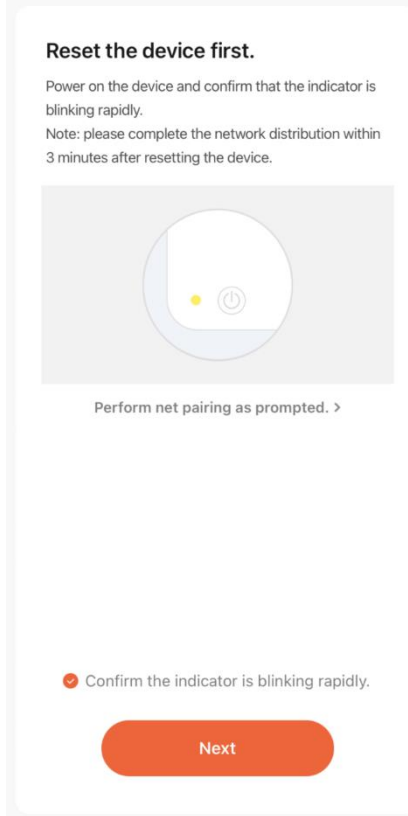 Reset the device first.
Power on the device and confirm that the indicator is
blinking rapidly.
Note: please complete the network distribution within
3 minutes after resetting the device.
Perform net pairing as prompted. >
Confirm the indicator is blinking rapidly.
Next